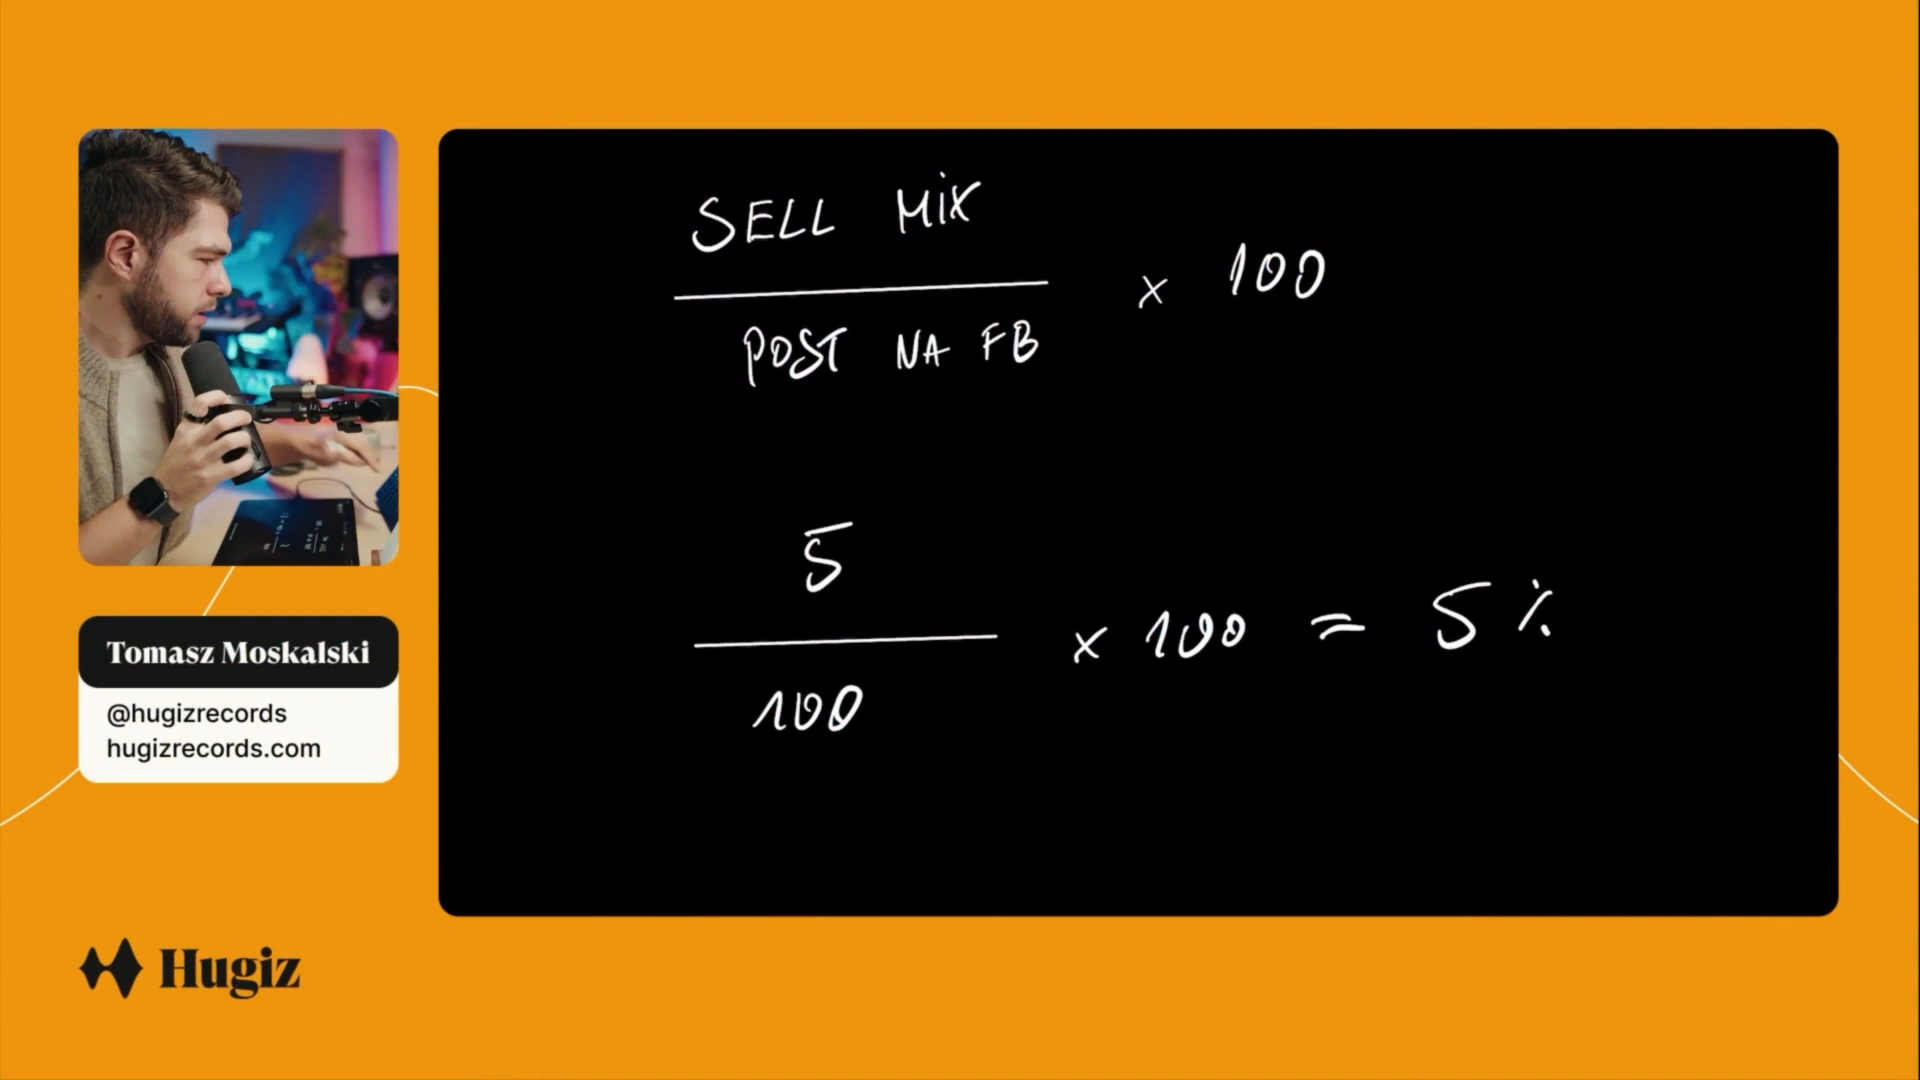 SELL MIX
POST NA FB
x 100
5
100
x 100 = 5 %
Tomasz Moskalski
@hugizrecords
hugizrecords.com
Hugiz